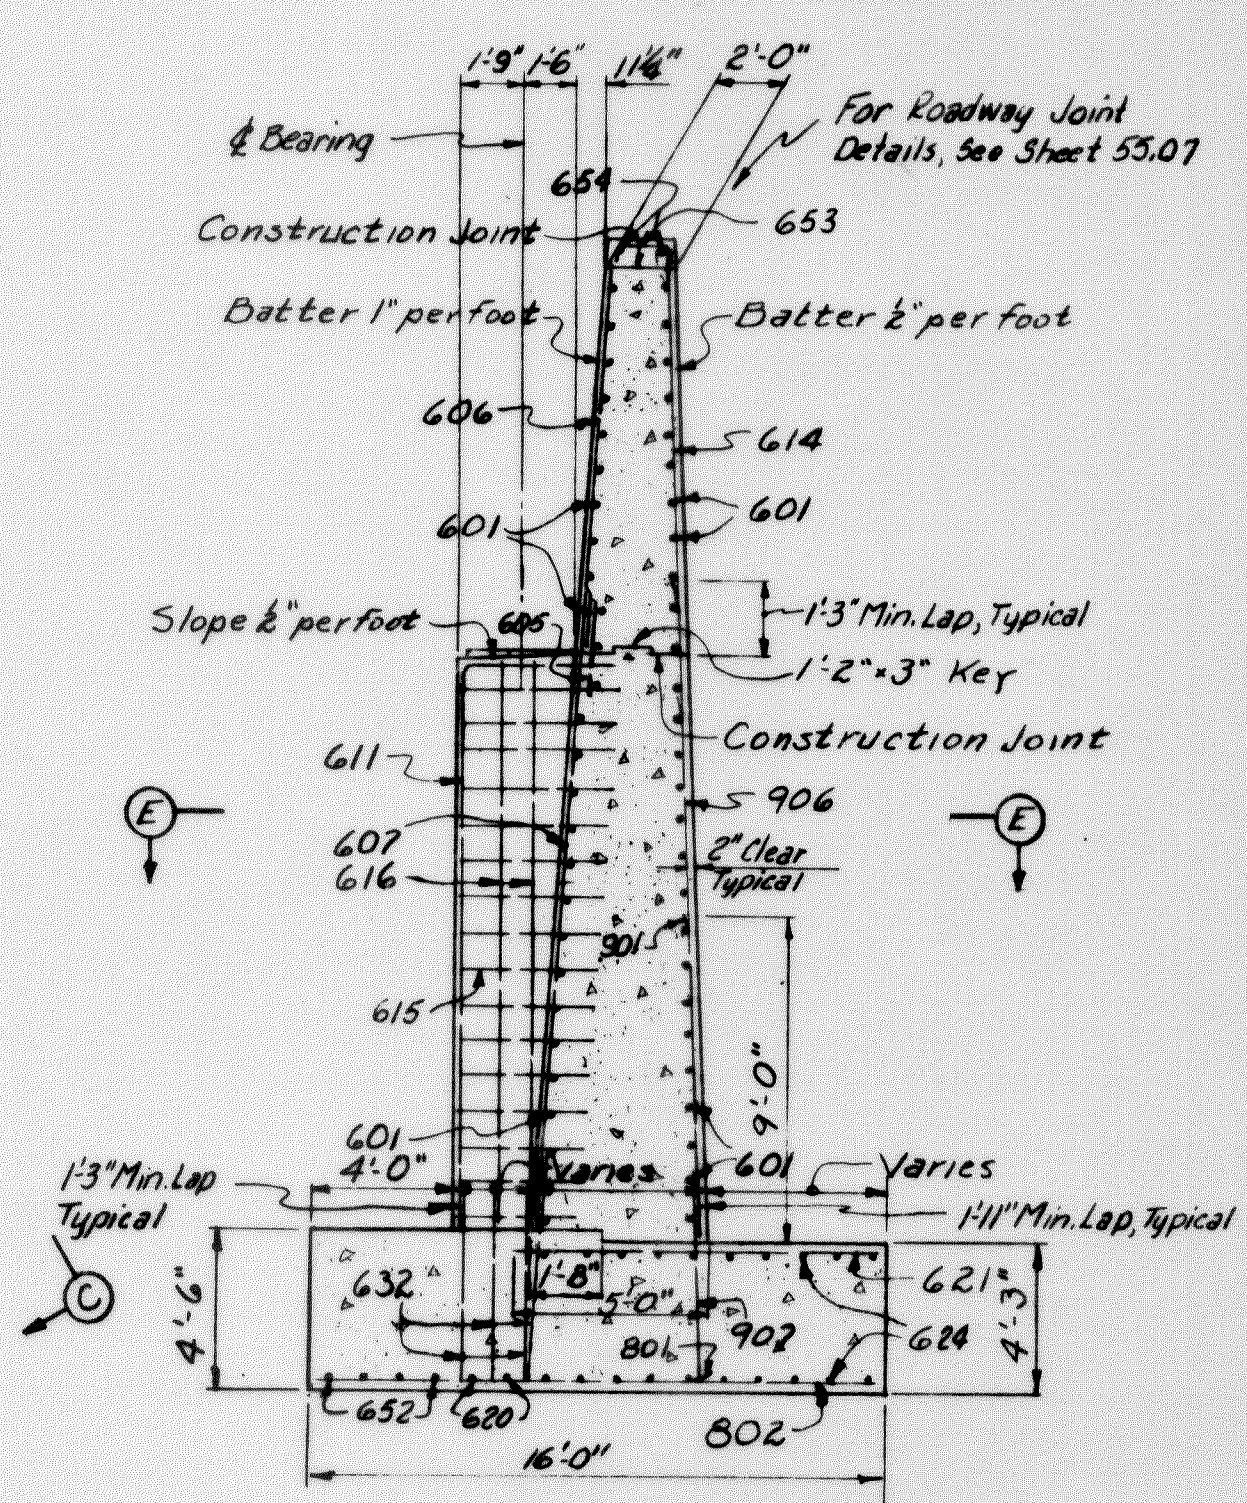 1'-9" 1'-6" 11¼" 2'-0"
For Roadway Joint
Details, See Sheet 55.07
℄ Bearing
654
653
Construction Joint
Batter 1" per foot
Batter ½" per foot
606
614
601
601
Slope ½" per foot
605
1'-3" Min. Lap, Typical
1'-2" x 3" Key
Construction Joint
611
906
E
E
607
2" Clear
Typical
616
901
615
9'-0"
601
4'-0"
Varies
601
Varies
1'-3" Min. Lap
Typical
1'-11" Min. Lap, Typical
C
4'-6"
632
1'-8"
5'-0"
621
4'-3"
801
907
624
652
620
802
16'-0"